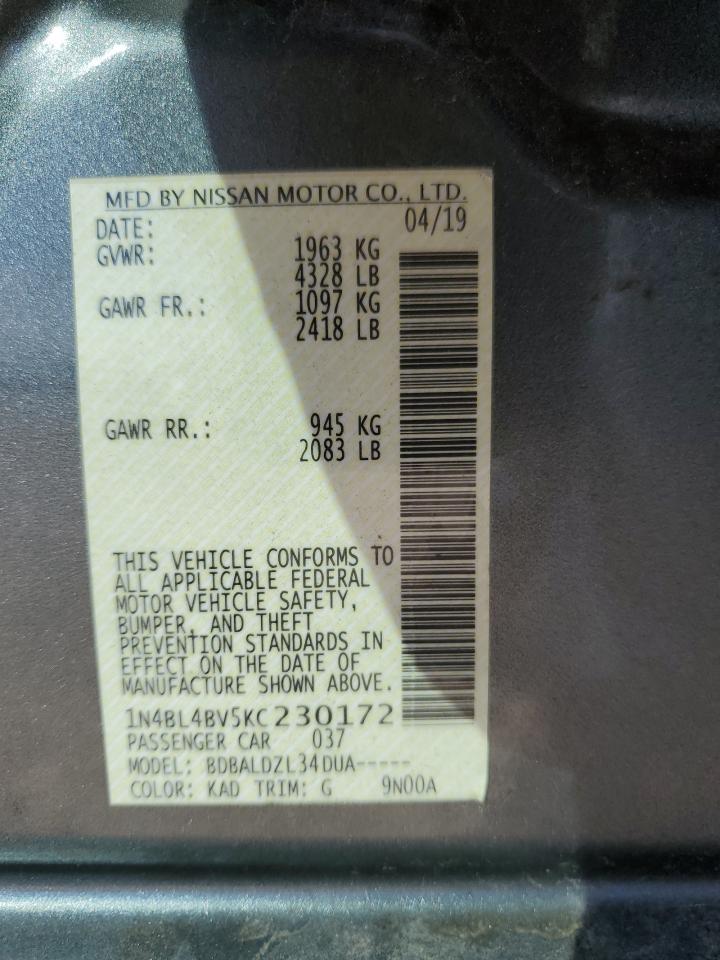 MFD BY NISSAN MOTOR CO., LTD.
DATE: 04/19
GVWR: 1963 KG
4328 LB
GAWR FR.: 1097 KG
2418 LB
GAWR RR.: 945 KG
2083 LB
THIS VEHICLE CONFORMS TO
ALL APPLICABLE FEDERAL
MOTOR VEHICLE SAFETY,
BUMPER, AND THEFT
PREVENTION STANDARDS IN
EFFECT ON THE DATE OF
MANUFACTURE SHOWN ABOVE.
1N4BL4BV5KC230172
PASSENGER CAR 037
MODEL: BDBALDZL34DUA-----
COLOR: KAD TRIM: G 9N00A